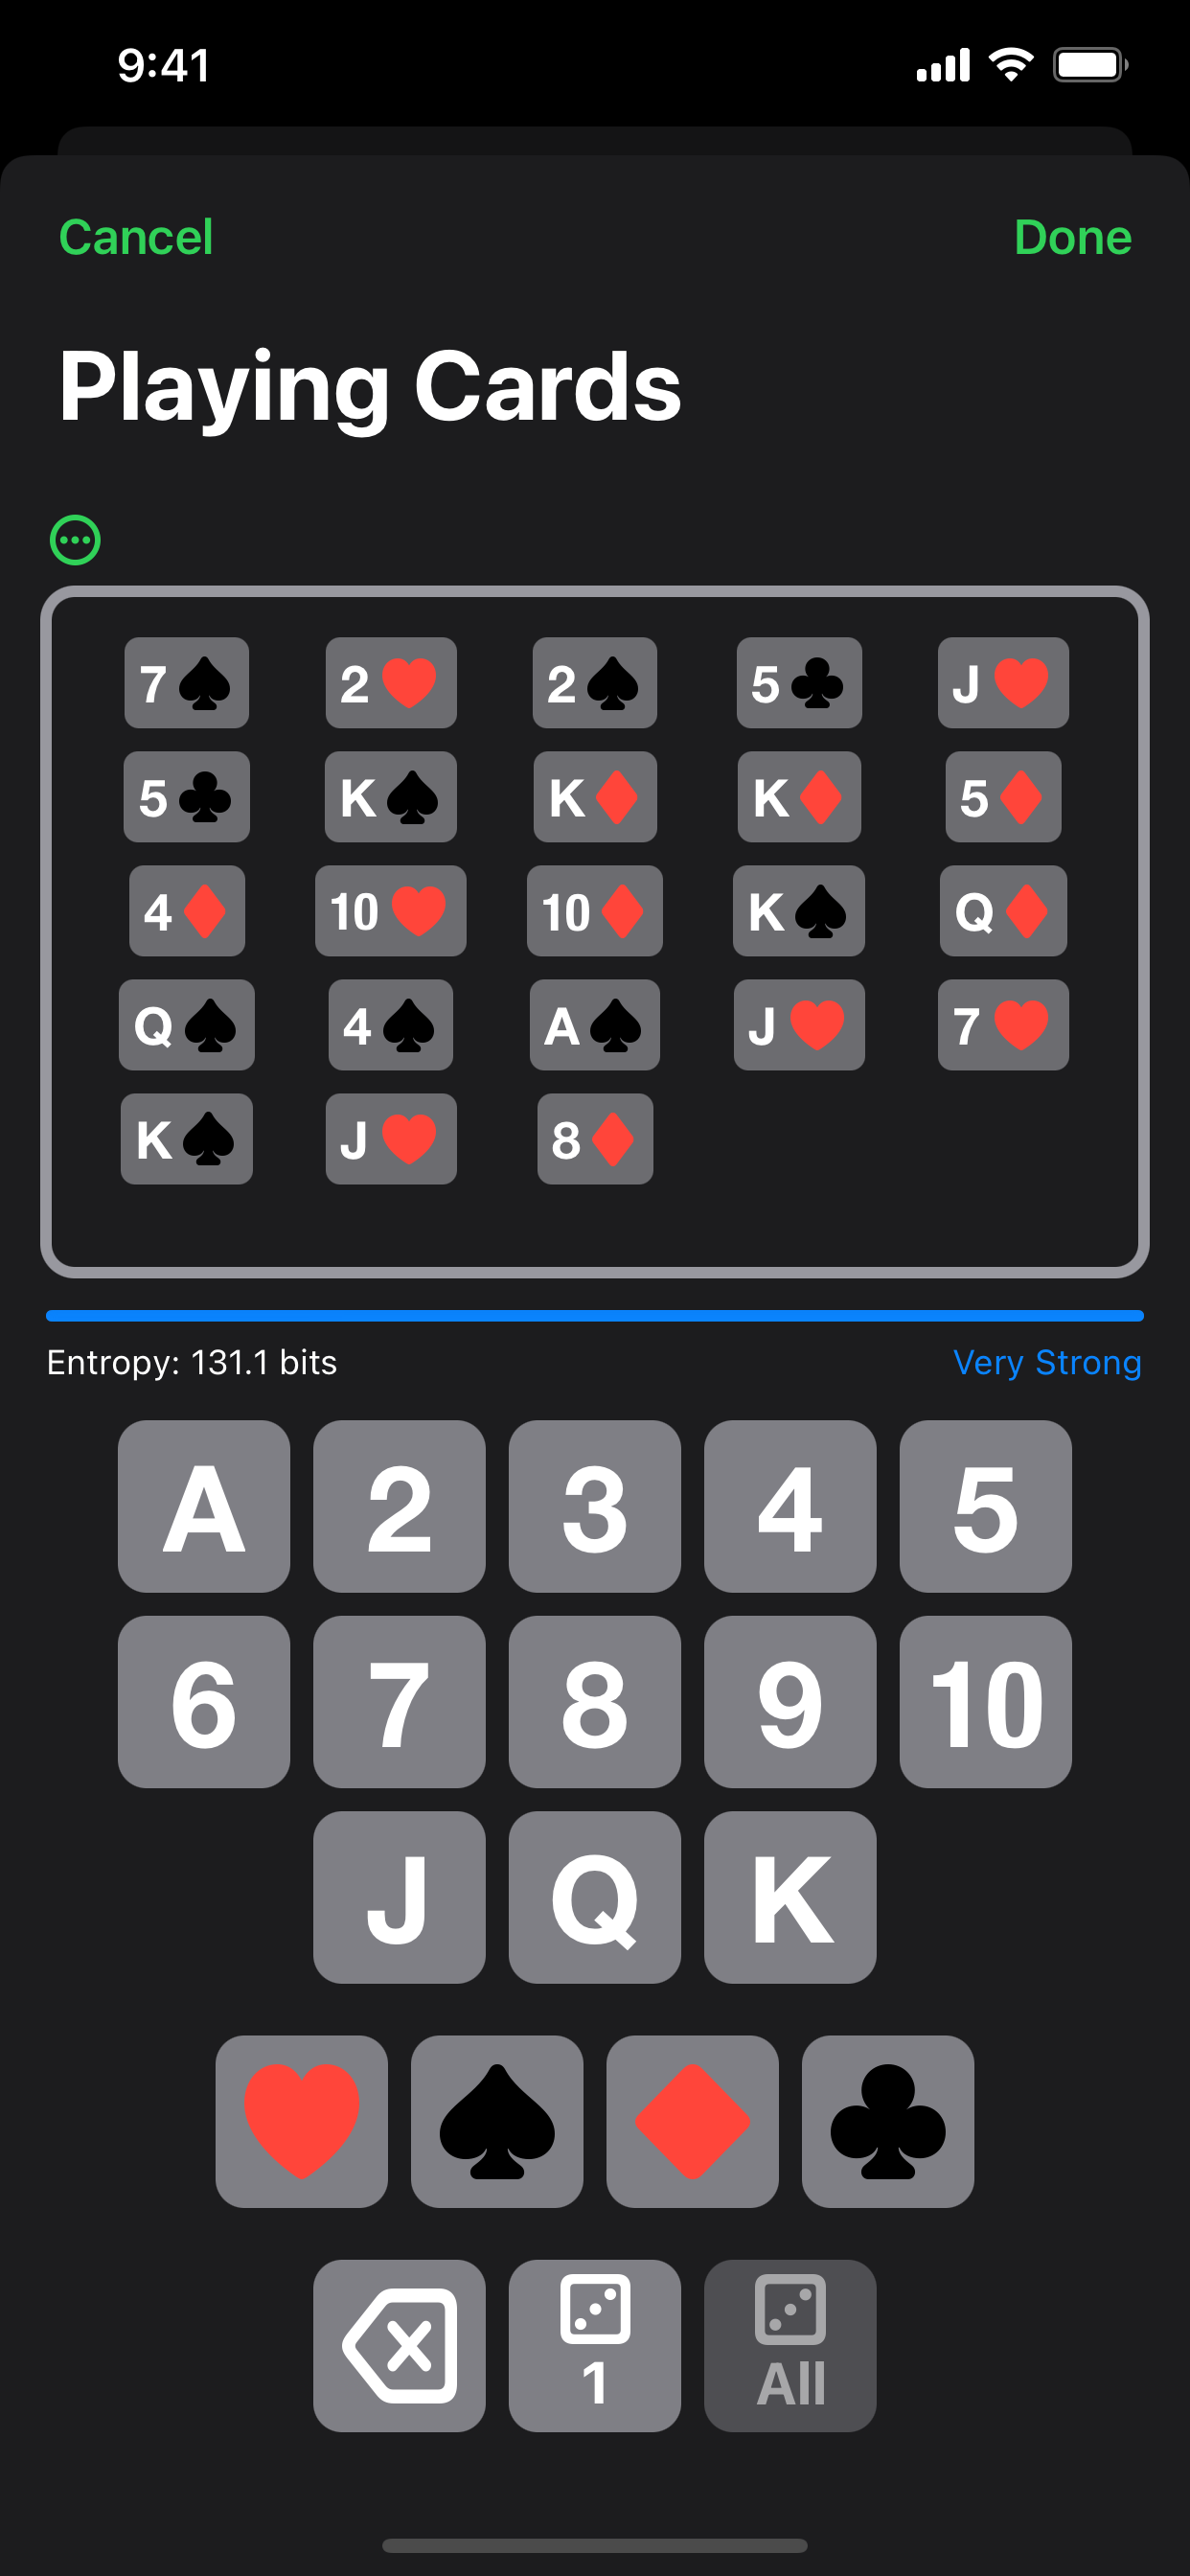 9:41
Cancel Done
Playing Cards
7♠ 2♥ 2♠ 5♣ J♥
5♣ K♠ K♦ K♦ 5♦
4♦ 10♥ 10♦ K♠ Q♦
Q♠ 4♠ A♠ J♥ 7♥
K♠ J♥ 8♦
Entropy: 131.1 bits Very Strong
A 2 3 4 5
6 7 8 9 10
J Q K
♥ ♠ ♦ ♣
1 All